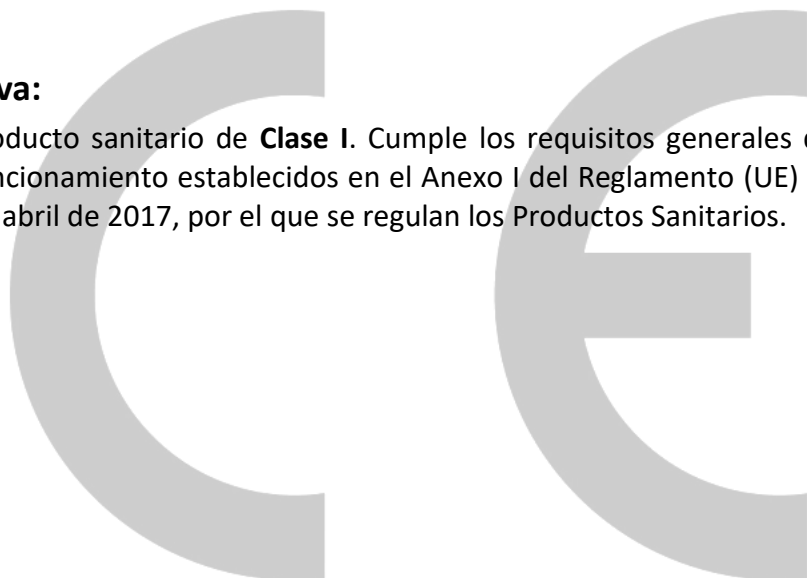 va:
oducto sanitario de Clase I. Cumple los requisitos generales
ncionamiento establecidos en el Anexo I del Reglamento (UE)
abril de 2017, por el que se regulan los Productos Sanitarios.
CE